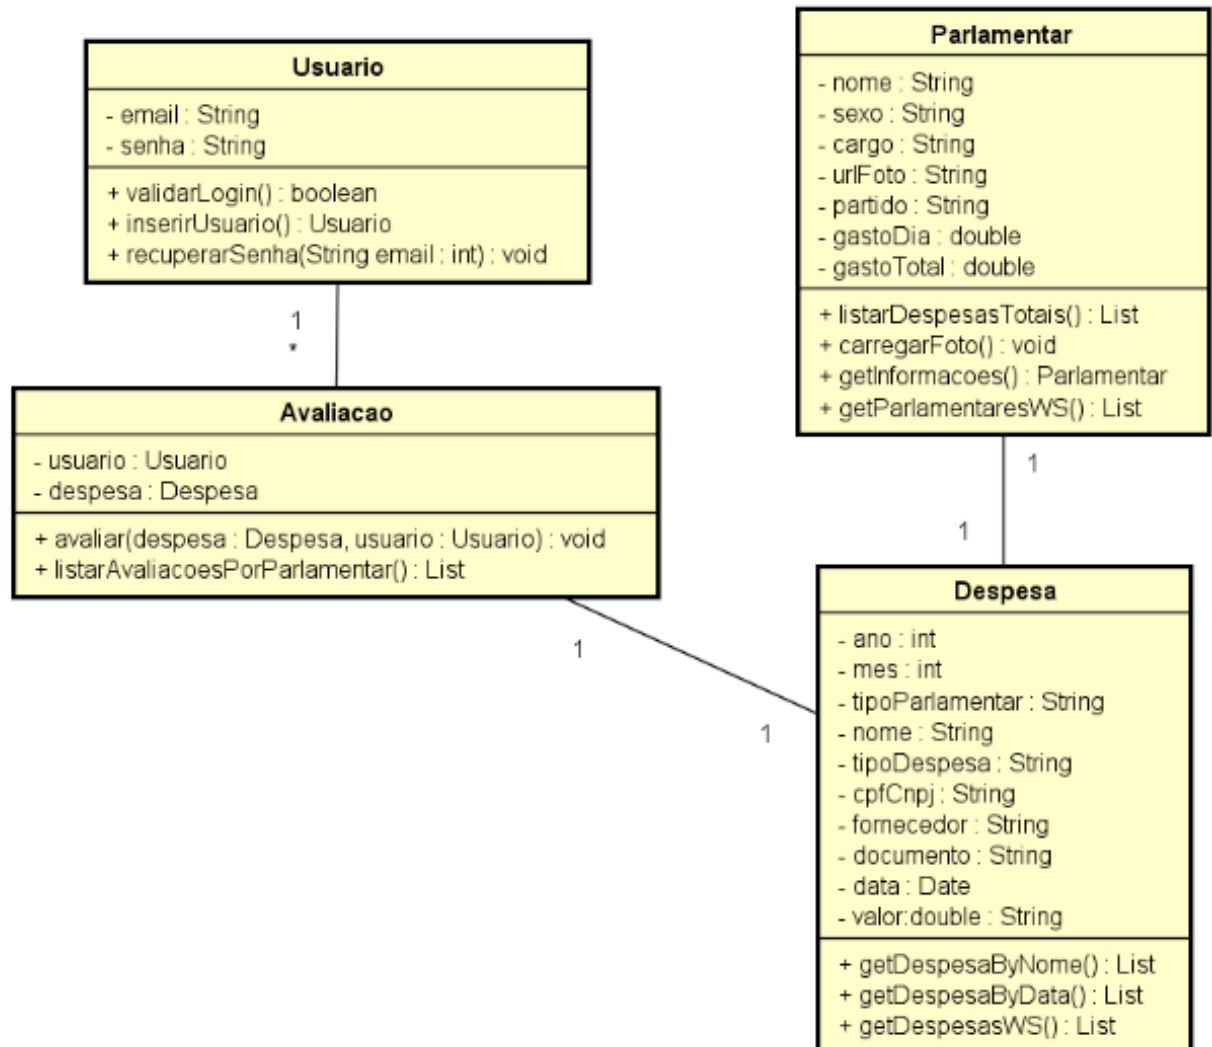 Usuario
- email : String
- senha : String
+ validarLogin() : boolean
+ inserirUsuario() : Usuario
+ recuperarSenha(String email : int) : void
1
*
Avaliacao
- usuario : Usuario
- despesa : Despesa
+ avaliar(despesa : Despesa, usuario : Usuario) : void
+ listarAvaliacoesPorParlamentar() : List
1
1
Parlamentar
- nome : String
- sexo : String
- cargo : String
- urlFoto : String
- partido : String
- gastoDia : double
- gastoTotal : double
+ listarDespesasTotais() : List
+ carregarFoto() : void
+ getInformacoes() : Parlamentar
+ getParlamentaresWS() : List
1
1
Despesa
- ano : int
- mes : int
- tipoParlamentar : String
- nome : String
- tipoDespesa : String
- cpfCnpj : String
- fornecedor : String
- documento : String
- data : Date
- valor:double : String
+ getDespesaByNome() : List
+ getDespesaByData() : List
+ getDespesasWS() : List